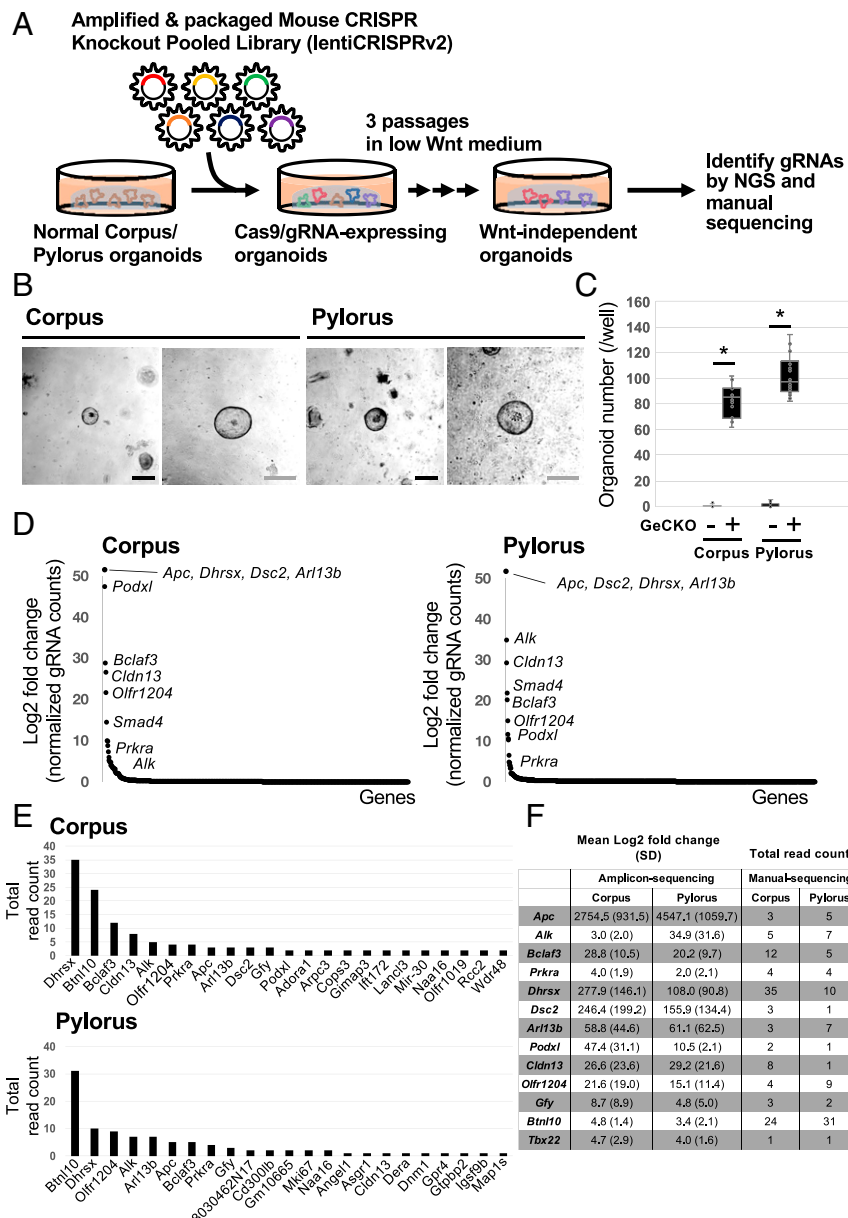 A
Amplified & packaged Mouse CRISPR
Knockout Pooled Library (lentiCRISPRv2)
3 passages
in low Wnt medium
Identify gRNAs
by NGS and
manual
sequencing
Normal Corpus/
Pylorus organoids
Cas9/gRNA-expressing
organoids
Wnt-independent
organoids
B
Corpus
Pylorus
C
Organoid number (/well)
160
140
120
100
80
60
40
20
0
*
*
GeCKO - + - +
Corpus Pylorus
D
Corpus
Log2 fold change
(normalized gRNA counts)
50
40
30
20
10
0
Apc, Dhrsx, Dsc2, Arl13b
Podxl
Bclaf3
Cldn13
Olfr1204
Smad4
Prkra
Alk
Pylorus
Log2 fold change
(normalized gRNA counts)
50
40
30
20
10
0
Apc, Dsc2, Dhrsx, Arl13b
Alk
Cldn13
Smad4
Bclaf3
Olfr1204
Podxl
Prkra
Genes
E
Corpus
Total
read count
40
35
30
25
20
15
10
5
0
Dhrsx Btnl10 Bclaf3 Cldn13 Alk Olfr1204 Prkra Apc Arl13b Dsc2 Gfy Podxl Adora1 Arpc3 Cops3 Gimap3 Ift172 Lancl3 Mir-30 Naa16 Olfr1019 Rcc2 Wdr48
Pylorus
Total
read count
35
30
25
20
15
10
5
0
Btnl10 Dhrsx Olfr1204 Alk Arl13b Apc Bclaf3 Prkra Gfy 8030462N17 Cd300lb Gm10665 Mki67 Naa16 Angel1 Asgr1 Cldn13 Dera Dnm1 Gpr4 Gtpbp2 Igsf9b Map1s
F
Mean Log2 fold change
(SD)
Total read count
Amplicon-sequencing Manual-sequencing
Corpus Pylorus Corpus Pylorus
Apc 2754.5 (931.5) 4547.1 (1059.7) 3 5
Alk 3.0 (2.0) 34.9 (31.6) 5 7
Bclaf3 28.8 (10.5) 20.2 (9.7) 12 5
Prkra 4.0 (1.9) 2.0 (2.1) 4 4
Dhrsx 277.9 (146.1) 108.0 (90.8) 35 10
Dsc2 246.4 (199.2) 155.9 (134.4) 3 1
Arl13b 58.8 (44.6) 61.1 (62.5) 3 7
Podxl 47.4 (31.1) 10.5 (2.1) 2 1
Cldn13 26.6 (23.6) 29.2 (21.6) 8 1
Olfr1204 21.6 (19.0) 15.1 (11.4) 4 9
Gfy 8.7 (8.9) 4.8 (5.0) 3 2
Btnl10 4.8 (1.4) 3.4 (2.1) 24 31
Tbx22 4.7 (2.9) 4.0 (1.6) 1 1